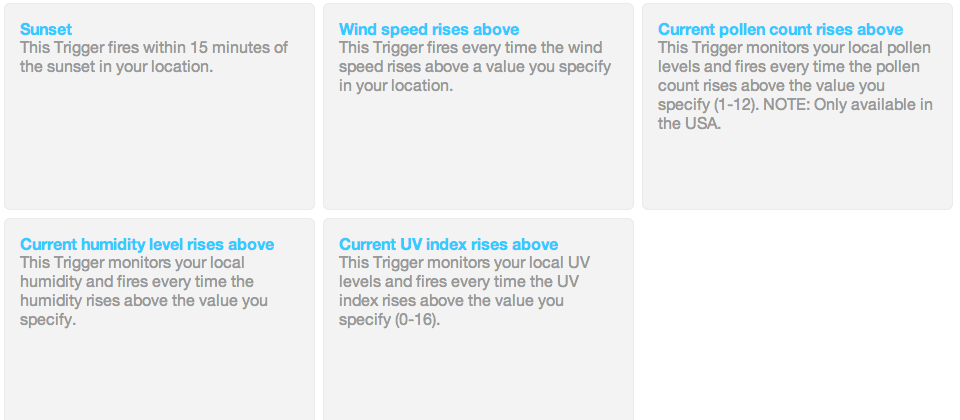 Sunset
This Trigger fires within 15 minutes of
the sunset in your location.
Wind speed rises above
This Trigger fires every time the wind
speed rises above a value you specify
in your location.
Current pollen count rises above
This Trigger monitors your local pollen
levels and fires every time the pollen
count rises above the value you
specify (1-12). NOTE: Only available in
the USA.
Current humidity level rises above
This Trigger monitors your local
humidity and fires every time the
humidity rises above the value you
specify.
Current UV index rises above
This Trigger monitors your local UV
levels and fires every time the UV
index rises above the value you
specify (0-16).